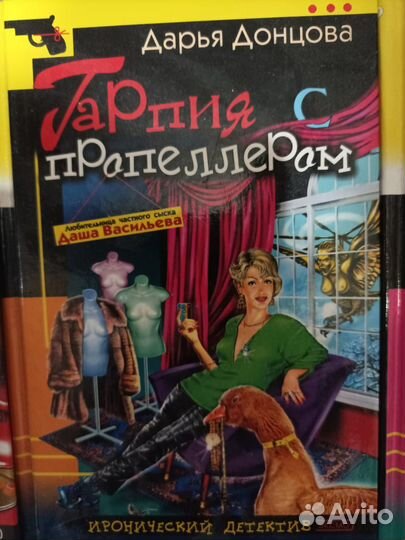 Дарья Донцова
Гарпия с
пропеллером
Любительница частного сыска
Даша Васильева
ИРОНИЧЕСКИЙ ДЕТЕКТИВ
Avito